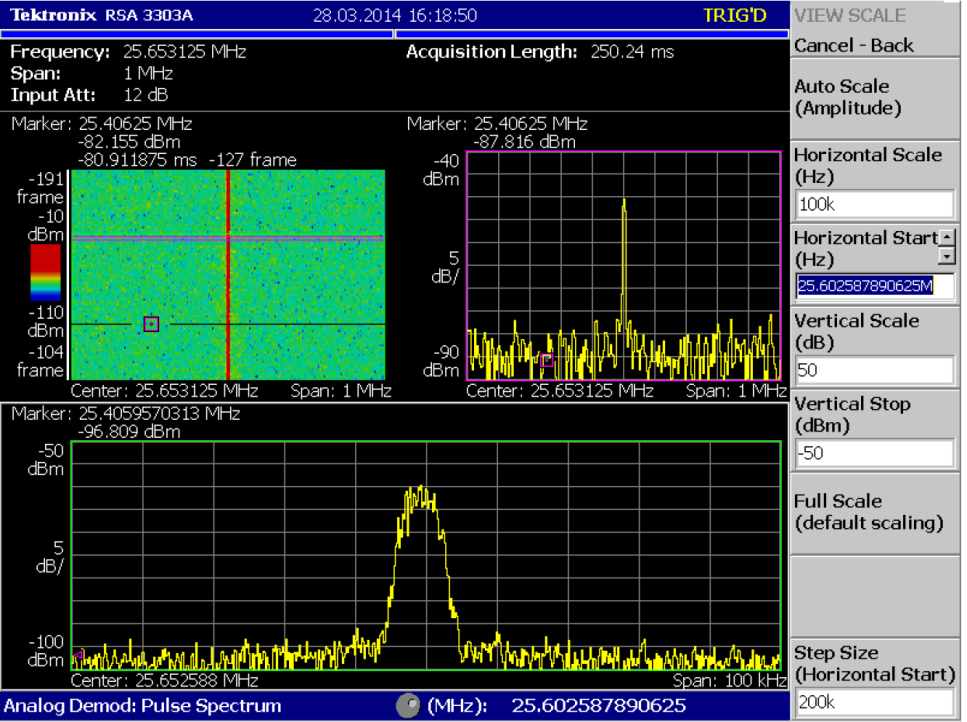 Tektronix RSA 3303A 28.03.2014 16:18:50 TRIG'D
Frequency: 25.653125 MHz Acquisition Length: 250.24 ms
Span: 1 MHz
Input Att: 12 dB
Marker: 25.40625 MHz
-82.155 dBm
-80.911875 ms -127 frame
-191
frame
-10
dBm
-110
dBm
-104
frame
Center: 25.653125 MHz Span: 1 MHz
Marker: 25.40625 MHz
-87.816 dBm
-40
dBm
5
dB/
-90
dBm
Center: 25.653125 MHz Span: 1 MHz
Marker: 25.4059570313 MHz
-96.809 dBm
-50
dBm
5
dB/
-100
dBm
Center: 25.652588 MHz Span: 100 kHz
Analog Demod: Pulse Spectrum (MHz): 25.602587890625
VIEW SCALE
Cancel - Back
Auto Scale
(Amplitude)
Horizontal Scale
(Hz)
100k
Horizontal Start
(Hz)
25.602587890625M
Vertical Scale
(dB)
50
Vertical Stop
(dBm)
-50
Full Scale
(default scaling)
Step Size
(Horizontal Start)
200k